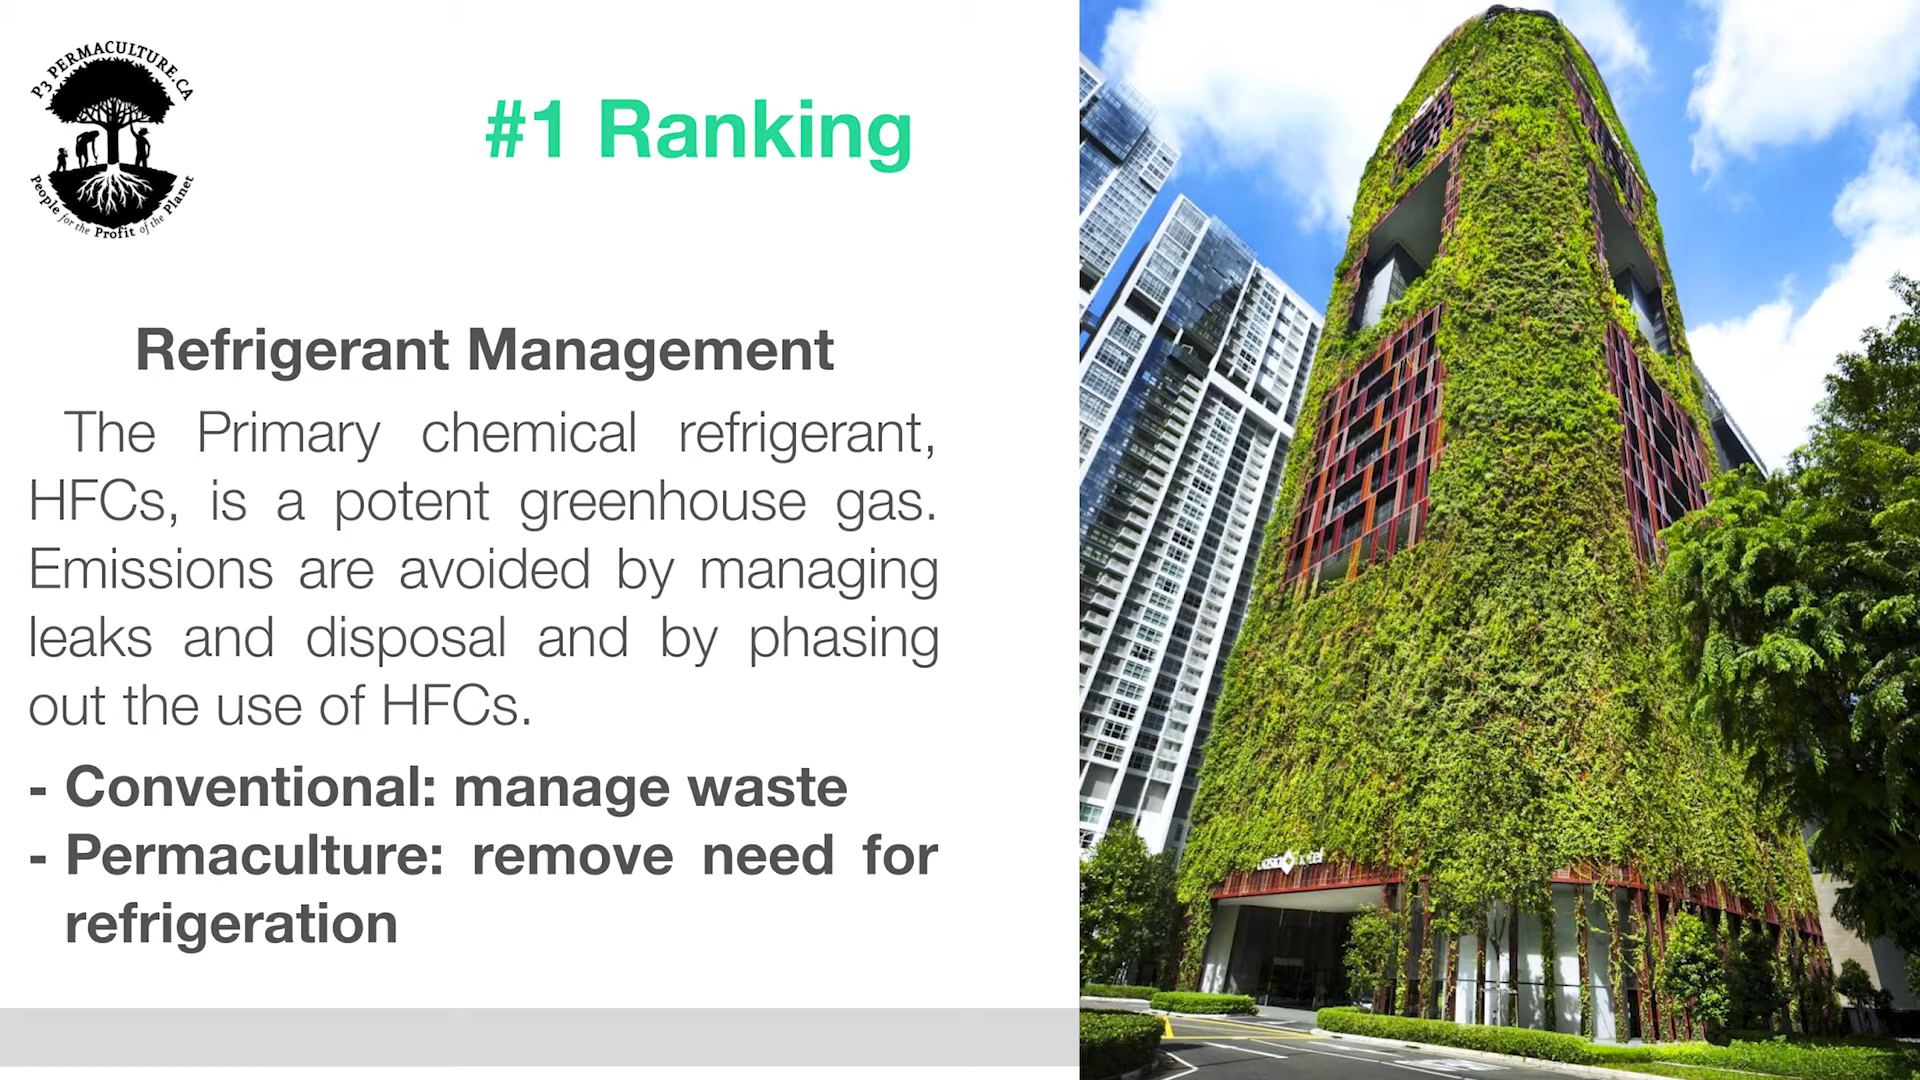 P3 PERMACULTURE.CA
People for the Profit of the Planet
#1 Ranking
Refrigerant Management
The Primary chemical refrigerant,
HFCs, is a potent greenhouse gas.
Emissions are avoided by managing
leaks and disposal and by phasing
out the use of HFCs.
- Conventional: manage waste
- Permaculture: remove need for
refrigeration